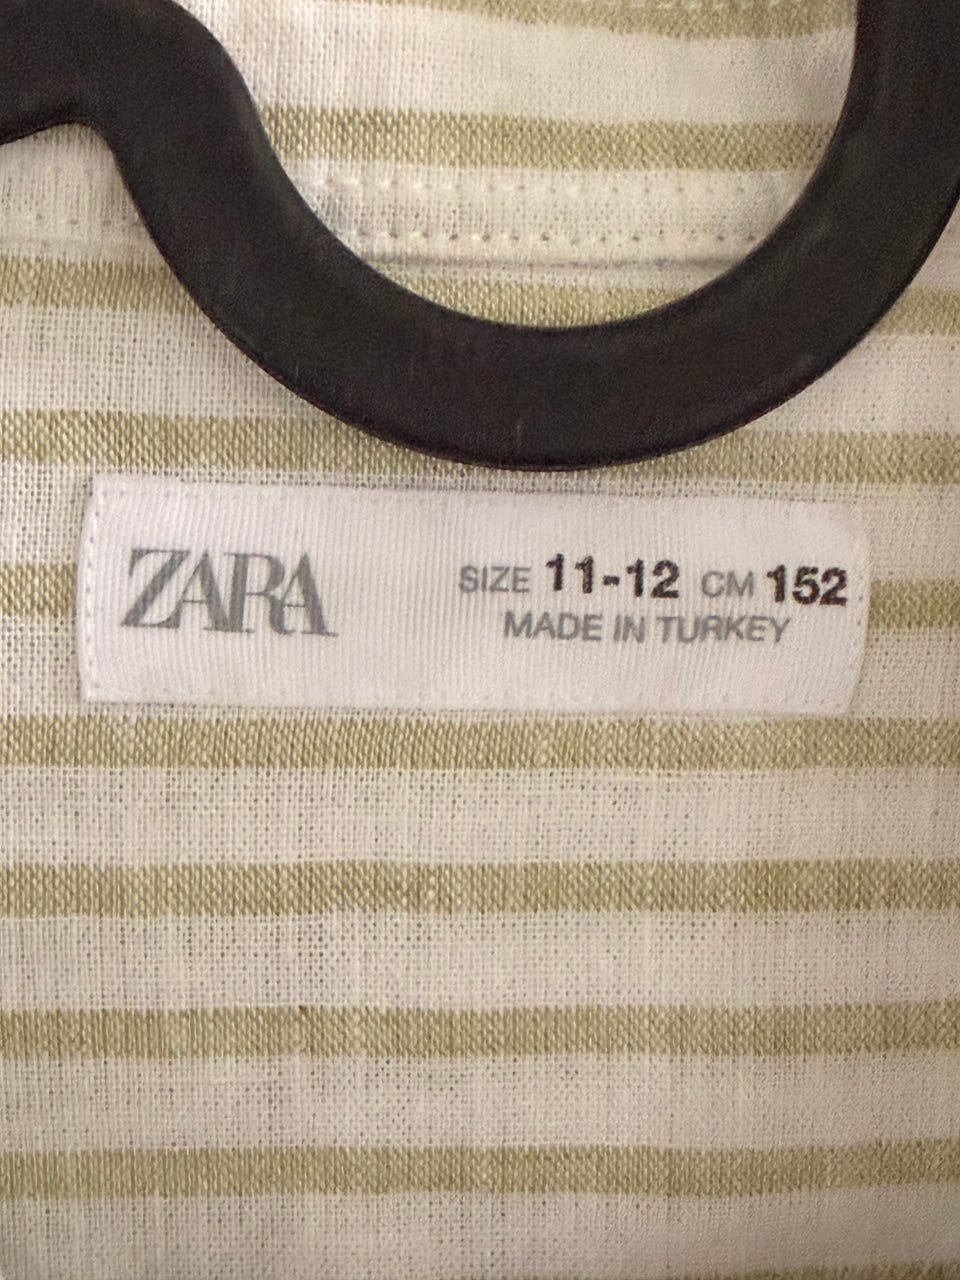 ZARA
SIZE 11-12 CM 152
MADE IN TURKEY